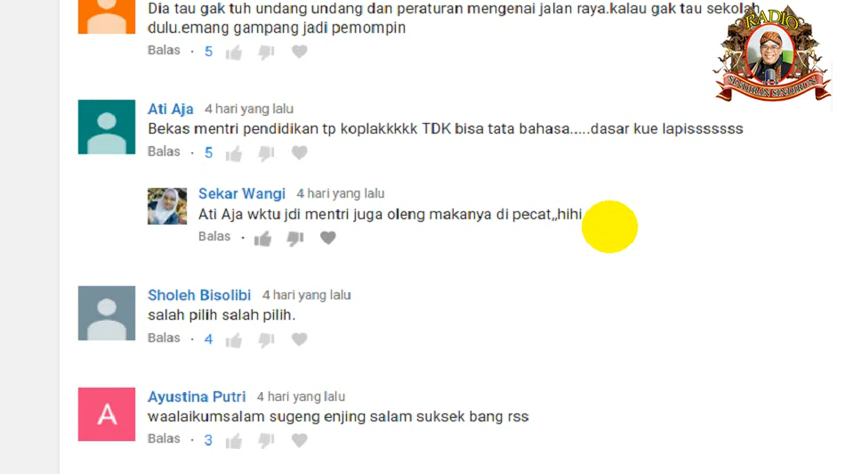 Dia tau gak tuh undang undang dan peraturan mengenai jalan raya.kalau gak tau sekolah
dulu.emang gampang jadi pemompin
Balas · 5
Ati Aja 4 hari yang lalu
Bekas mentri pendidikan tp koplakkkkk TDK bisa tata bahasa.....dasar kue lapisssssss
Balas · 5
Sekar Wangi 4 hari yang lalu
Ati Aja wktu jdi mentri juga oleng makanya di pecat,,hihi
Balas ·
Sholeh Bisolibi 4 hari yang lalu
salah pilih salah pilih.
Balas · 4
A
Ayustina Putri 4 hari yang lalu
waalaikumsalam sugeng enjing salam suksek bang rss
Balas · 3
RADIO